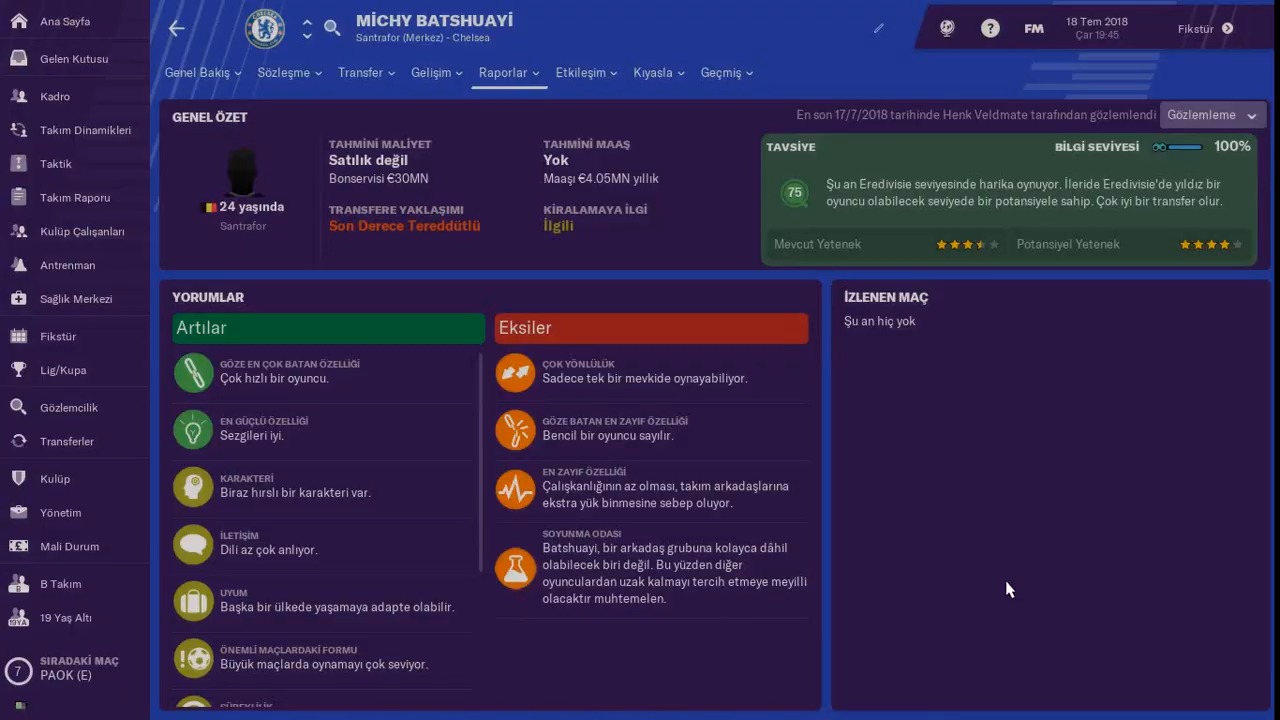 Ana Sayfa
Gelen Kutusu
Kadro
Takım Dinamikleri
Taktik
Takım Raporu
Kulüp Çalışanları
Antrenman
Sağlık Merkezi
Fikstür
Lig/Kupa
Gözlemcilik
Transferler
Kulüp
Yönetim
Mali Durum
B Takım
19 Yaş Altı
7
SIRADAKİ MAÇ
PAOK (E)
MİCHY BATSHUAYİ
Santrafor (Merkez) - Chelsea
?
FM
18 Tem 2018
Çar 19:45
Fikstür
Genel Bakış
Sözleşme
Transfer
Gelişim
Raporlar
Etkileşim
Kıyasla
Geçmiş
GENEL ÖZET
En son 17/7/2018 tarihinde Henk Veldmate tarafından gözlemlendi
Gözlemleme
24 yaşında
Santrafor
TAHMİNİ MALİYET
Satılık değil
Bonservisi €30MN
TAHMİNİ MAAŞ
Yok
Maaşı €4.05MN yıllık
TRANSFERE YAKLAŞIMI
Son Derece Tereddütlü
KİRALAMAYA İLGİ
İlgili
TAVSİYE
BİLGİ SEVİYESİ
100%
75
Şu an Eredivisie seviyesinde harika oynuyor. İleride Eredivisie'de yıldız bir
oyuncu olabilecek seviyede bir potansiyele sahip. Çok iyi bir transfer olur.
Mevcut Yetenek
Potansiyel Yetenek
YORUMLAR
Artılar
GÖZE EN ÇOK BATAN ÖZELLİĞİ
Çok hızlı bir oyuncu.
EN GÜÇLÜ ÖZELLİĞİ
Sezgileri iyi.
KARAKTERİ
Biraz hırslı bir karakteri var.
İLETİŞİM
Dili az çok anlıyor.
UYUM
Başka bir ülkede yaşamaya adapte olabilir.
ÖNEMLİ MAÇLARDAKİ FORMU
Büyük maçlarda oynamayı çok seviyor.
SÜREKLİLİK
Eksiler
ÇOK YÖNLÜLÜK
Sadece tek bir mevkide oynayabiliyor.
GÖZE BATAN EN ZAYIF ÖZELLİĞİ
Bencil bir oyuncu sayılır.
EN ZAYIF ÖZELLİĞİ
Çalışkanlığının az olması, takım arkadaşlarına
ekstra yük binmesine sebep oluyor.
SOYUNMA ODASI
Batshuayi, bir arkadaş grubuna kolayca dâhil
olabilecek biri değil. Bu yüzden diğer
oyunculardan uzak kalmayı tercih etmeye meyilli
olacaktır muhtemelen.
İZLENEN MAÇ
Şu an hiç yok